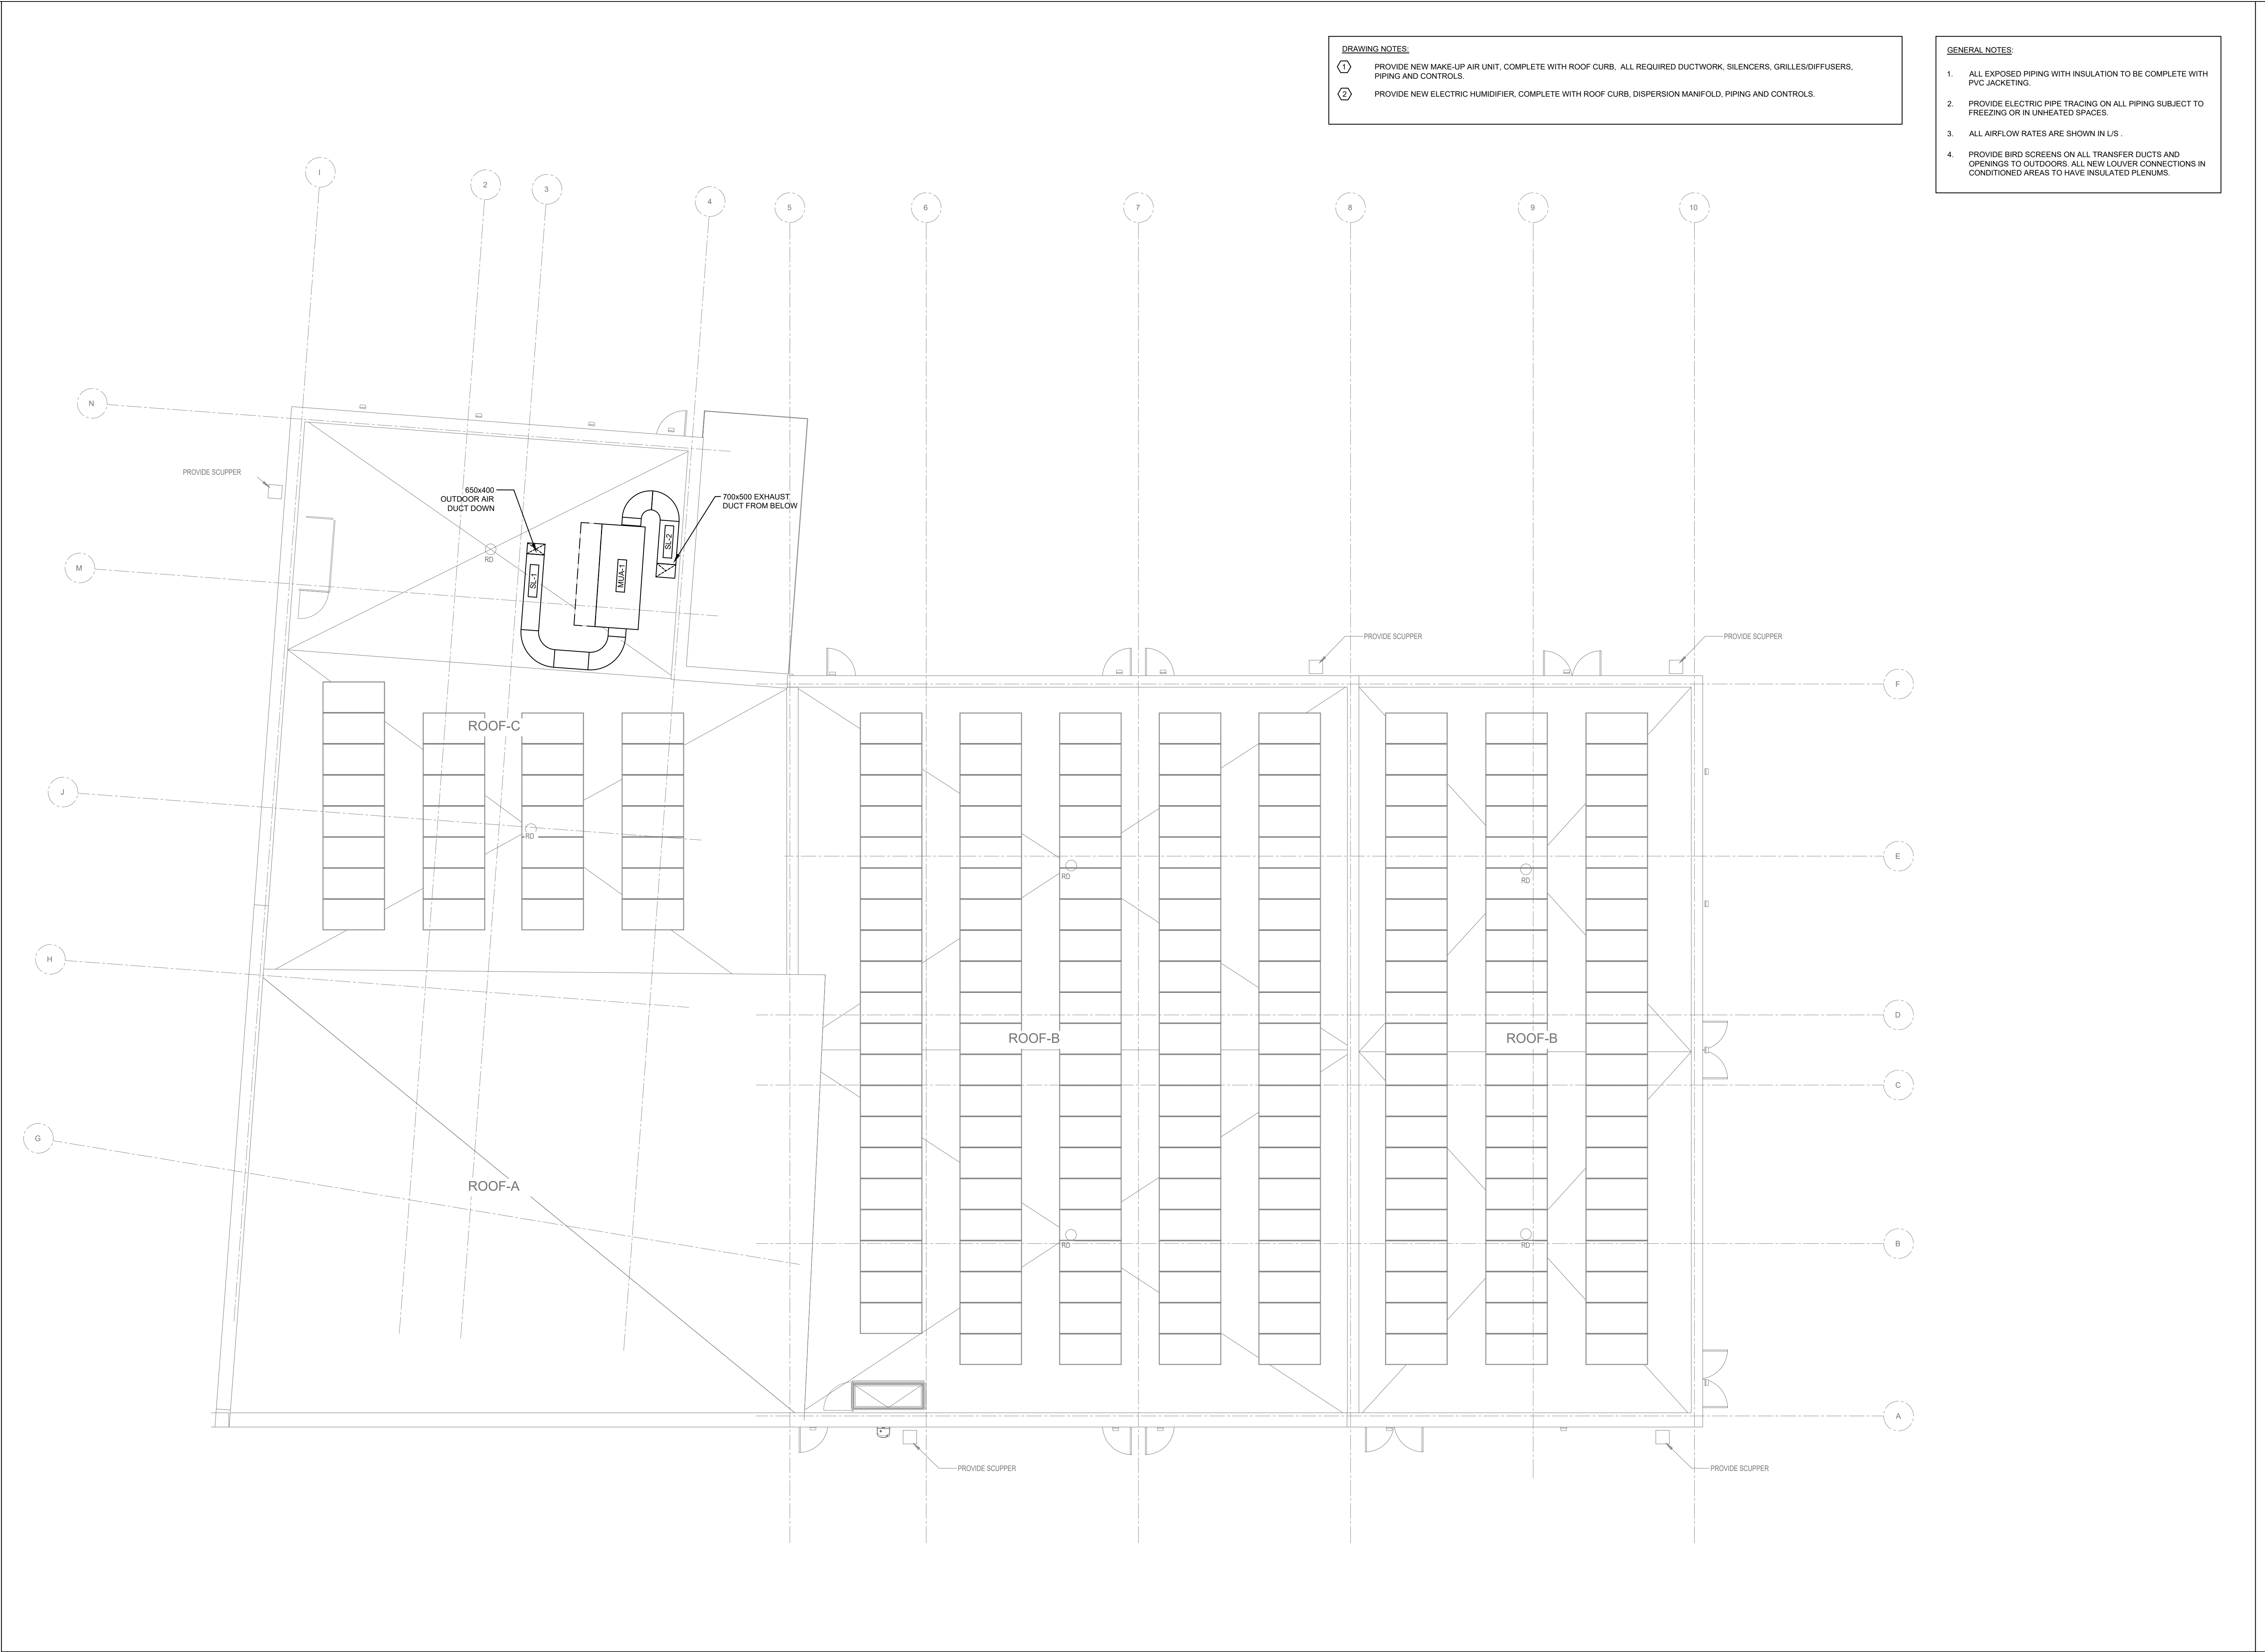 DRAWING NOTES:
1 PROVIDE NEW MAKE-UP AIR UNIT, COMPLETE WITH ROOF CURB, ALL REQUIRED DUCTWORK, SILENCERS, GRILLES/DIFFUSERS,
PIPING AND CONTROLS.
2 PROVIDE NEW ELECTRIC HUMIDIFIER, COMPLETE WITH ROOF CURB, DISPERSION MANIFOLD, PIPING AND CONTROLS.
GENERAL NOTES:
1. ALL EXPOSED PIPING WITH INSULATION TO BE COMPLETE WITH
PVC JACKETING.
2. PROVIDE ELECTRIC PIPE TRACING ON ALL PIPING SUBJECT TO
FREEZING OR IN UNHEATED SPACES.
3. ALL AIRFLOW RATES ARE SHOWN IN L/S .
4. PROVIDE BIRD SCREENS ON ALL TRANSFER DUCTS AND
OPENINGS TO OUTDOORS. ALL NEW LOUVER CONNECTIONS IN
CONDITIONED AREAS TO HAVE INSULATED PLENUMS.
I
2
3
4
5
6
7
8
9
10
N
PROVIDE SCUPPER
650x400
OUTDOOR AIR
DUCT DOWN
700x500 EXHAUST
DUCT FROM BELOW
SL-2
RD
M
SL-1
MUA-1
PROVIDE SCUPPER
PROVIDE SCUPPER
F
ROOF-C
J
RD
E
RD
RD
H
D
ROOF-B
ROOF-B
C
G
ROOF-A
B
RD
RD
A
PROVIDE SCUPPER
PROVIDE SCUPPER